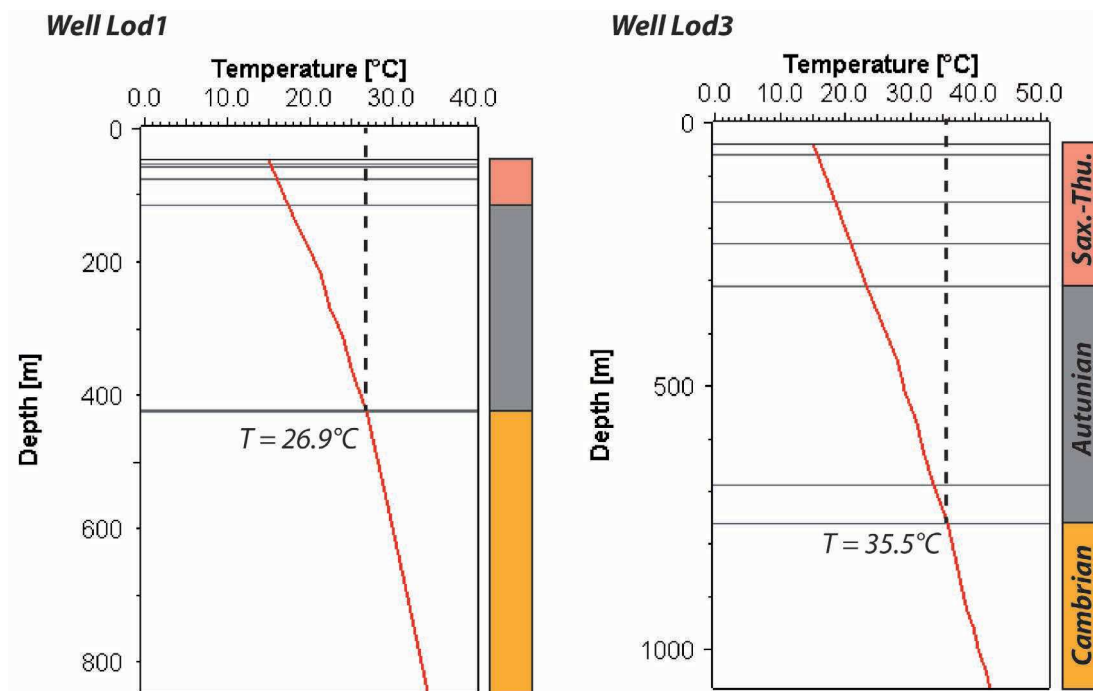 Well Lod1
Temperature [°C]
0.0 10.0 20.0 30.0 40.0
0
200
400
600
800
Depth [m]
T = 26.9°C
Well Lod3
Temperature [°C]
0.0 10.0 20.0 30.0 40.0 50.0
0
500
1000
Depth [m]
T = 35.5°C
Sax.-Thu.
Autunian
Cambrian